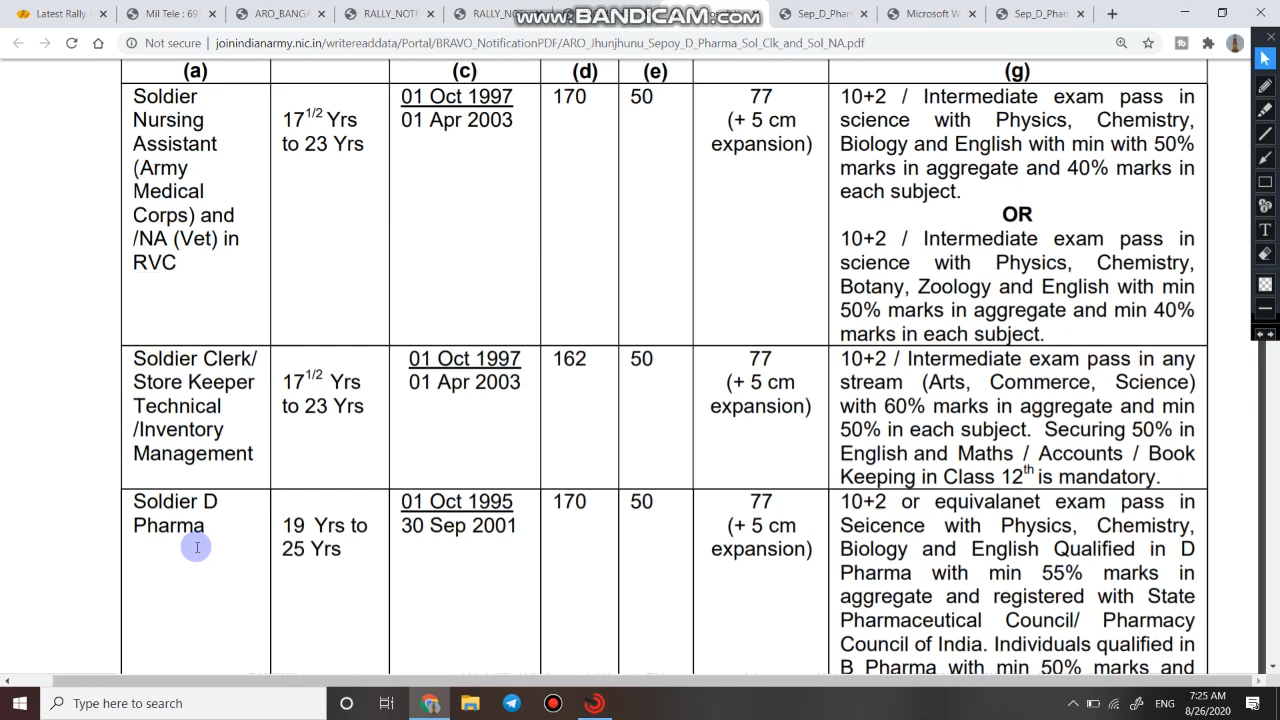 Latest Rally A
Mil Tele : 695
ARO_BANGA
RALLY_NOTIF
RALLY_NO
WWW.BANDICAM.COM
Sep_D_Pharm
Microsoft W
Sep_D_Pharm
Not secure | joinindianarmy.nic.in/writereaddata/Portal/BRAVO_NotificationPDF/ARO_Jhunjhunu_Sepoy_D_Pharma_Sol_Clk_and_Sol_NA.pdf
(a) (c) (d) (e) (g)
Soldier
Nursing
Assistant
(Army
Medical
Corps) and
/NA (Vet) in
RVC
17 1/2 Yrs
to 23 Yrs
01 Oct 1997
01 Apr 2003
170
50
77
(+ 5 cm
expansion)
10+2 / Intermediate exam pass in
science with Physics, Chemistry,
Biology and English with min with 50%
marks in aggregate and 40% marks in
each subject.
OR
10+2 / Intermediate exam pass in
science with Physics, Chemistry,
Botany, Zoology and English with min
50% marks in aggregate and min 40%
marks in each subject.
Soldier Clerk/
Store Keeper
Technical
/Inventory
Management
17 1/2 Yrs
to 23 Yrs
01 Oct 1997
01 Apr 2003
162
50
77
(+ 5 cm
expansion)
10+2 / Intermediate exam pass in any
stream (Arts, Commerce, Science)
with 60% marks in aggregate and min
50% in each subject. Securing 50% in
English and Maths / Accounts / Book
Keeping in Class 12th is mandatory.
Soldier D
Pharma
19 Yrs to
25 Yrs
01 Oct 1995
30 Sep 2001
170
50
77
(+ 5 cm
expansion)
10+2 or equivalanet exam pass in
Seicence with Physics, Chemistry,
Biology and English Qualified in D
Pharma with min 55% marks in
aggregate and registered with State
Pharmaceutical Council/ Pharmacy
Council of India. Individuals qualified in
B Pharma with min 50% marks and
Type here to search
ENG
7:25 AM
8/26/2020